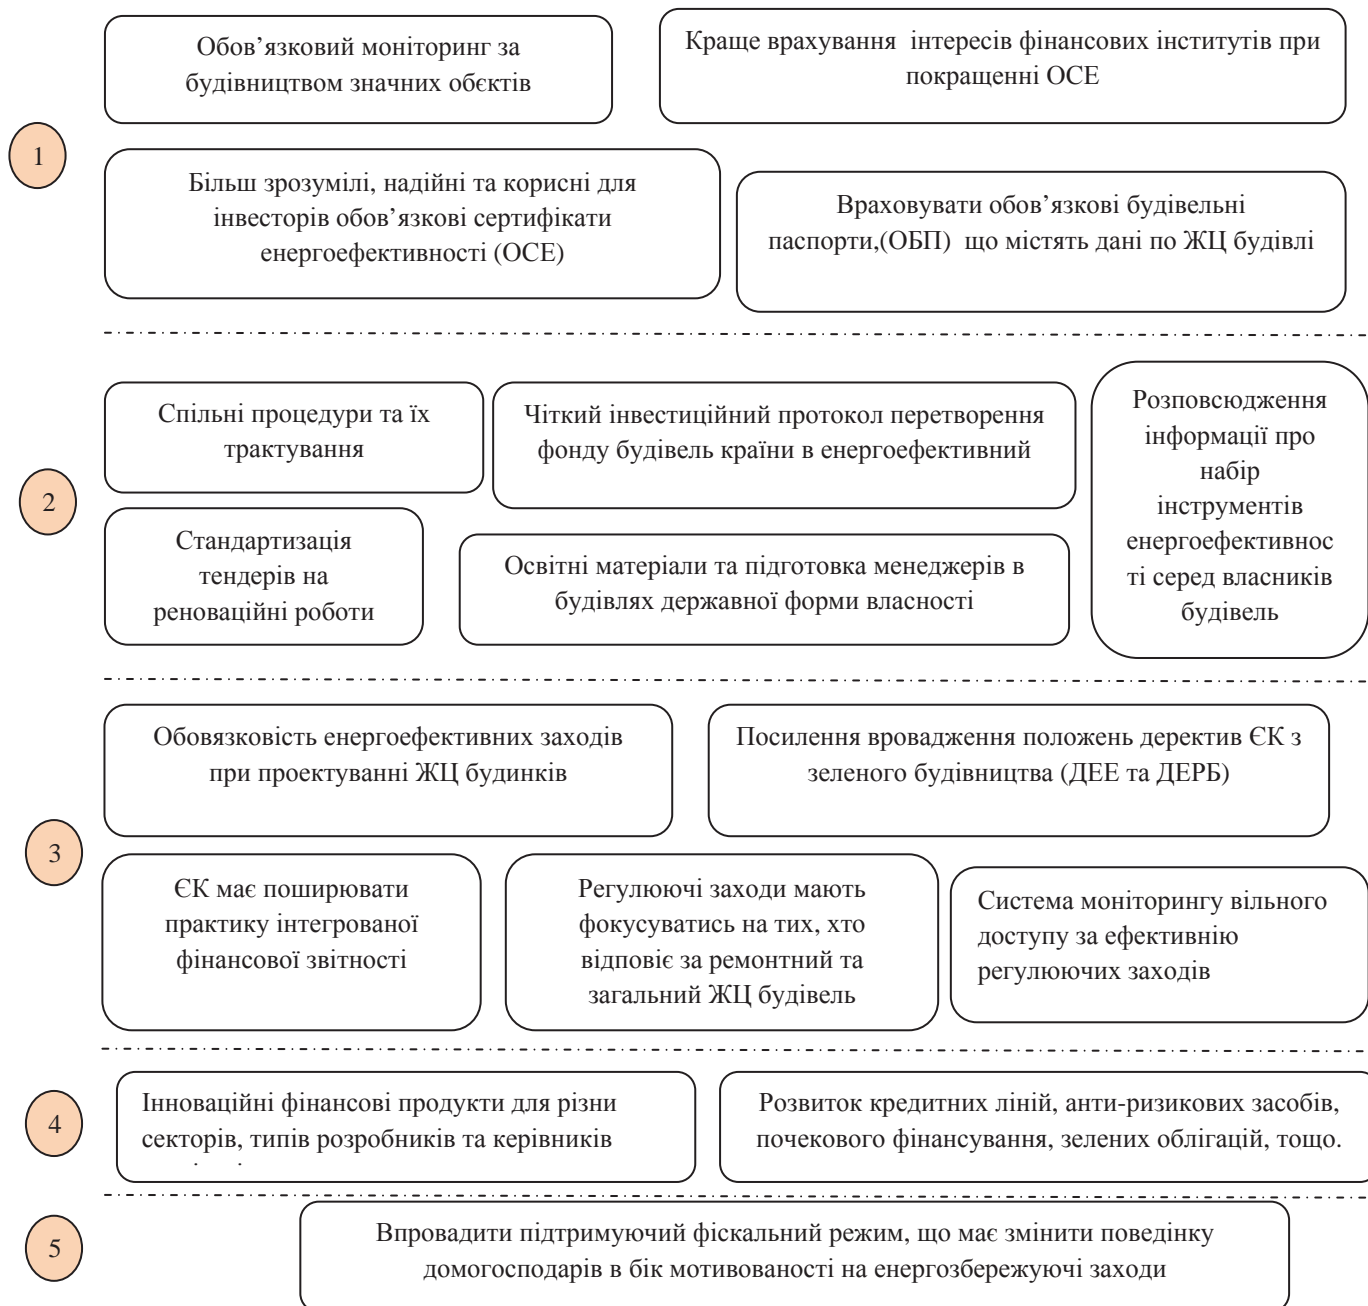 Обов’язковий моніторинг за
будівництвом значних обєктів
Краще врахування інтересів фінансових інститутів при
покращенні ОСЕ
1
Більш зрозумілі, надійні та корисні для
інвесторів обов’язкові сертифікати
енергоефективності (ОСЕ)
Враховувати обов’язкові будівельні
паспорти,(ОБП) що містять дані по ЖЦ будівлі
2
Спільні процедури та їх
трактування
Чіткий інвестиційний протокол перетворення
фонду будівель країни в енергоефективний
Розповсюдження
інформації про
набір
інструментів
енергоефективнос
ті серед власників
будівель
Стандартизація
тендерів на
реноваційні роботи
Освітні матеріали та підготовка менеджерів в
будівлях державної форми власності
3
Обовязковість енергоефективних заходів
при проектуванні ЖЦ будинків
Посилення вровадження положень деректив ЄК з
зеленого будівництва (ДЕЕ та ДЕРБ)
ЄК має поширювати
практику інтегрованої
фінансової звітності
Регулюючі заходи мають
фокусуватись на тих, хто
відповіє за ремонтний та
загальний ЖЦ будівель
Система моніторингу вільного
доступу за ефективнію
регулюючих заходів
4
Інноваційні фінансові продукти для різни
секторів, типів розробників та керівників
Розвиток кредитних ліній, анти-ризикових засобів,
почекового фінансування, зелених облігацій, тощо.
5
Впровадити підтримуючий фіскальний режим, що має змінити поведінку
домогосподарів в бік мотивованості на енергозбережуючі заходи